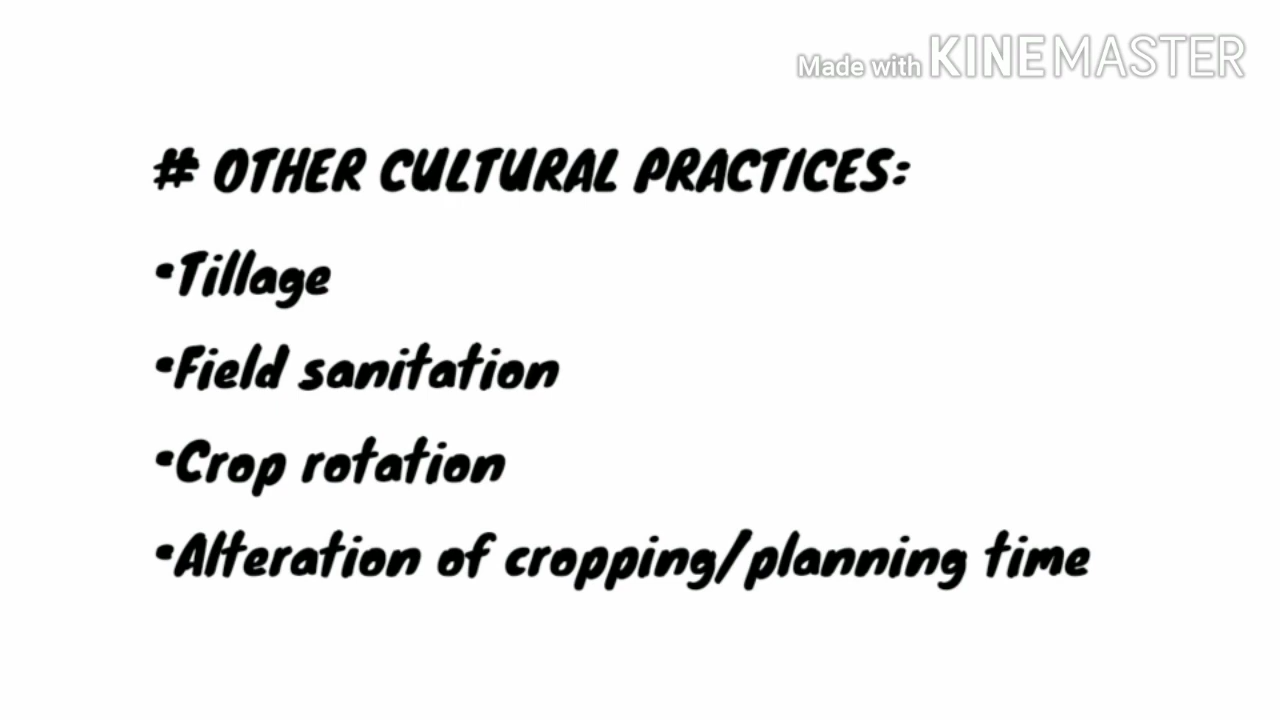 Made with KINEMASTER
# OTHER CULTURAL PRACTICES:
•Tillage
•Field sanitation
•Crop rotation
•Alteration of cropping/planning time